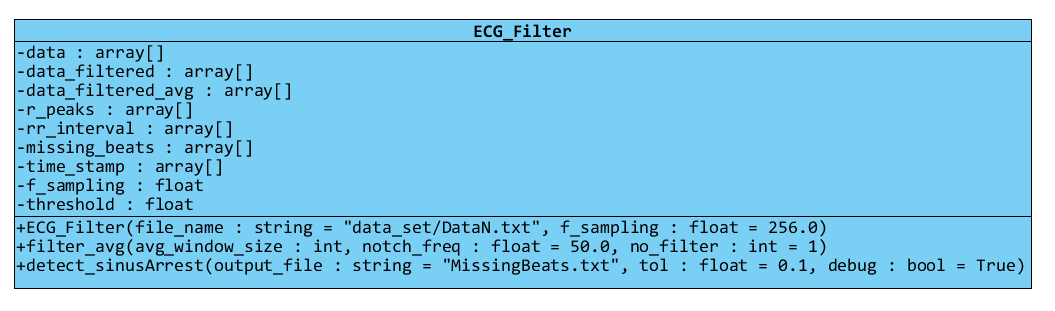 ECG_Filter
-data : array[]
-data_filtered : array[]
-data_filtered_avg : array[]
-r_peaks : array[]
-rr_interval : array[]
-missing_beats : array[]
-time_stamp : array[]
-f_sampling : float
-threshold : float
+ECG_Filter(file_name : string = "data_set/DataN.txt", f_sampling : float = 256.0)
+filter_avg(avg_window_size : int, notch_freq : float = 50.0, no_filter : int = 1)
+detect_sinusArrest(output_file : string = "MissingBeats.txt", tol : float = 0.1, debug : bool = True)